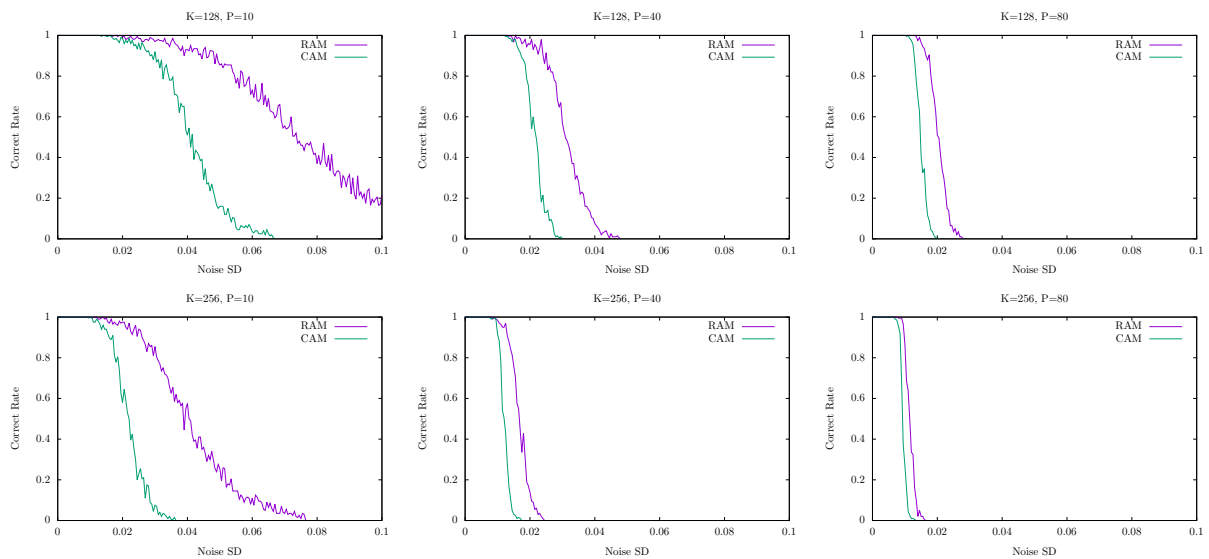 K=128, P=10
1
0.8
0.6
0.4
0.2
0
0
0.02
0.04
0.06
0.08
0.1
Correct Rate
Noise SD
RAM
CAM
K=128, P=40
1
0.8
0.6
0.4
0.2
0
0
0.02
0.04
0.06
0.08
0.1
Correct Rate
Noise SD
RAM
CAM
K=128, P=80
1
0.8
0.6
0.4
0.2
0
0
0.02
0.04
0.06
0.08
0.1
Correct Rate
Noise SD
RAM
CAM
K=256, P=10
1
0.8
0.6
0.4
0.2
0
0
0.02
0.04
0.06
0.08
0.1
Correct Rate
Noise SD
RAM
CAM
K=256, P=40
1
0.8
0.6
0.4
0.2
0
0
0.02
0.04
0.06
0.08
0.1
Correct Rate
Noise SD
RAM
CAM
K=256, P=80
1
0.8
0.6
0.4
0.2
0
0
0.02
0.04
0.06
0.08
0.1
Correct Rate
Noise SD
RAM
CAM